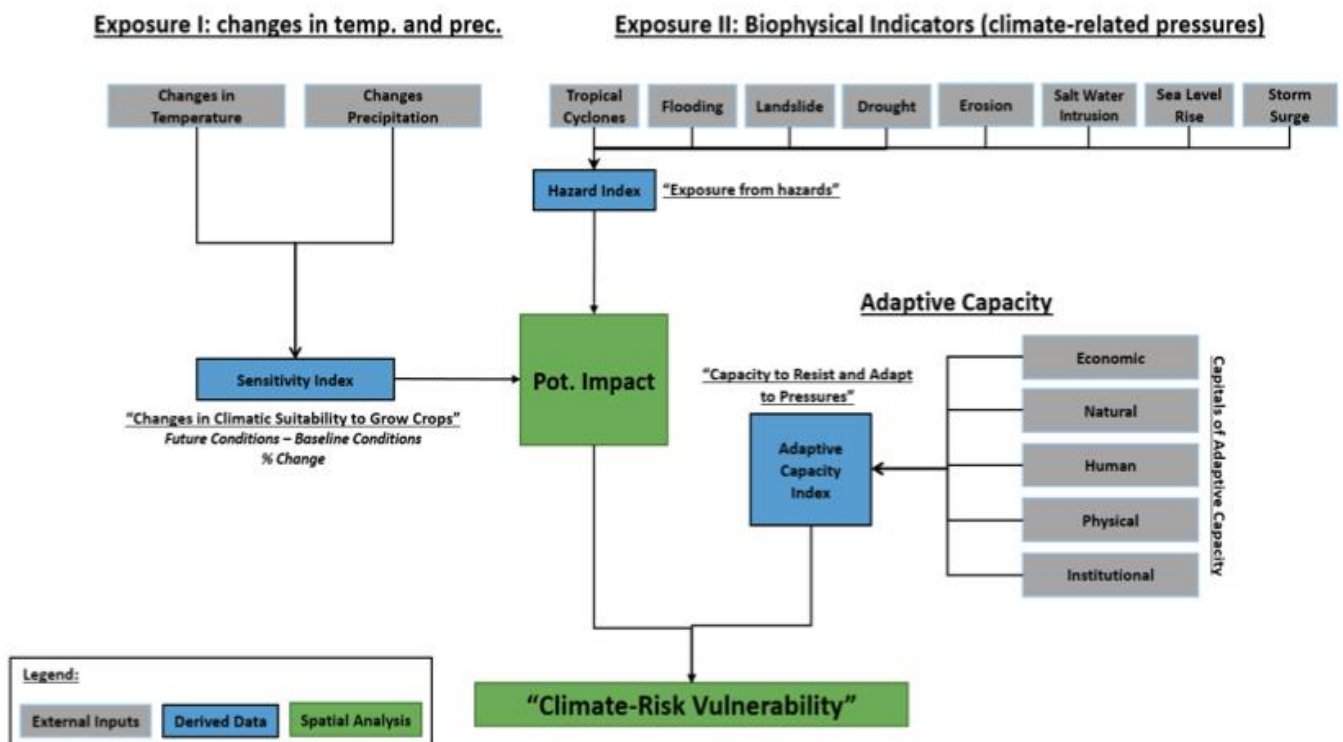 Exposure I: changes in temp. and prec.
Exposure II: Biophysical Indicators (climate-related pressures)
Changes in
Temperature
Changes
Precipitation
Tropical
Cyclones
Flooding
Landslide
Drought
Erosion
Salt Water
Intrusion
Sea Level
Rise
Storm
Surge
Hazard Index
“Exposure from hazards”
Adaptive Capacity
Sensitivity Index
“Changes in Climatic Suitability to Grow Crops”
Future Conditions – Baseline Conditions
% Change
Pot. Impact
“Capacity to Resist and Adapt
to Pressures”
Adaptive
Capacity
Index
Economic
Natural
Human
Physical
Institutional
Capitals of Adaptive Capacity
“Climate-Risk Vulnerability”
Legend:
External Inputs
Derived Data
Spatial Analysis